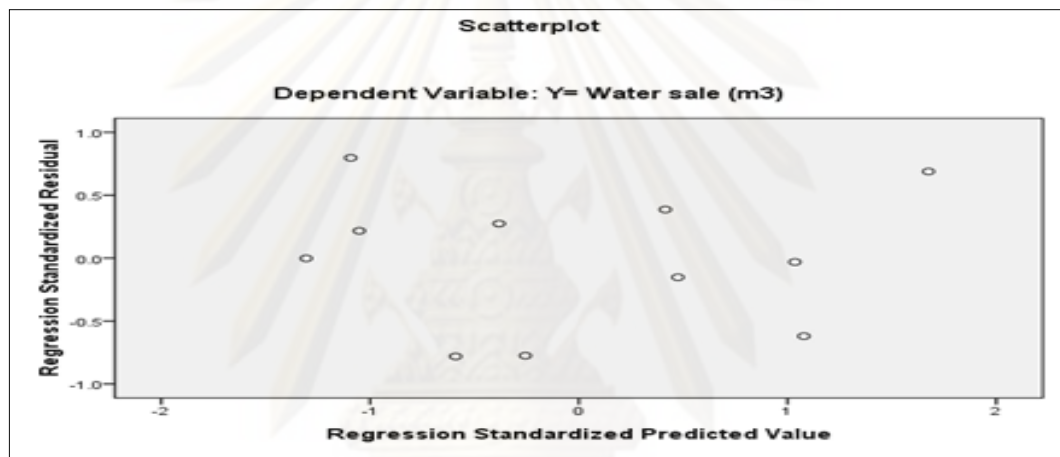 Scatterplot
Dependent Variable: Y= Water sale (m3)
Regression Standardized Residual
1.0
0.5
0.0
-0.5
-1.0
-2
-1
0
1
2
Regression Standardized Predicted Value